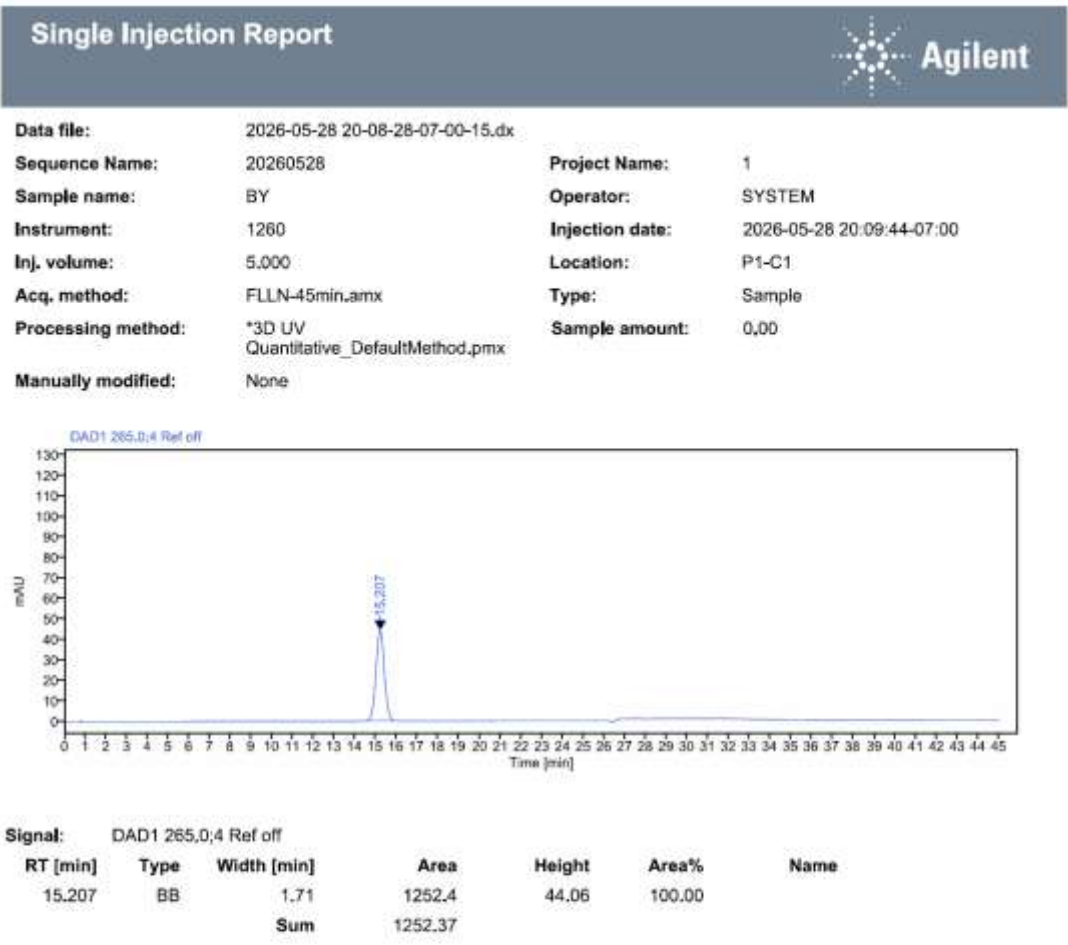 Single Injection Report
Agilent
Data file: 2026-05-28 20-08-28-07-00-15.dx
Sequence Name: 20260528 Project Name: 1
Sample name: BY Operator: SYSTEM
Instrument: 1260 Injection date: 2026-05-28 20:09:44-07:00
Inj. volume: 5.000 Location: P1-C1
Acq. method: FLLN-45min.amx Type: Sample
Processing method: *3D UV Sample amount: 0.00
Quantitative_DefaultMethod.pmx
Manually modified: None
DAD1 265.0;4 Ref off
130
120
110
100
90
80
70
60
50
40
30
20
10
0
mAU
15.207
0 1 2 3 4 5 6 7 8 9 10 11 12 13 14 15 16 17 18 19 20 21 22 23 24 25 26 27 28 29 30 31 32 33 34 35 36 37 38 39 40 41 42 43 44 45
Time [min]
Signal: DAD1 265.0;4 Ref off
RT [min] Type Width [min] Area Height Area% Name
15.207 BB 1.71 1252.4 44.06 100.00
Sum 1252.37